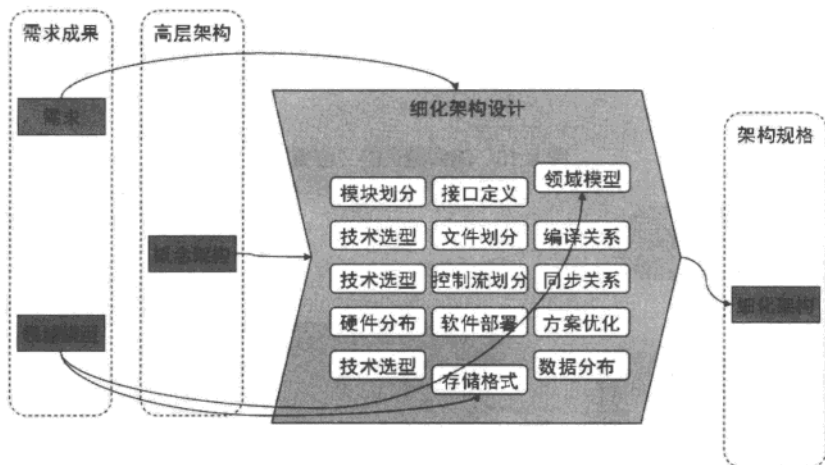 需求成果
高层架构
需求
细化架构设计
架构规格
模块划分
接口定义
领域模型
概念架构
技术选型
文件划分
编译关系
技术选型
控制流划分
同步关系
细化架构
硬件分布
软件部署
方案优化
技术选型
存储格式
数据分布